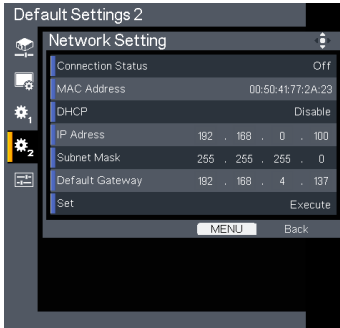 Default Settings 2
Network Setting
Connection Status Off
MAC Address 00:50:41:77:2A:23
DHCP Disable
IP Adress 192 . 168 . 0 . 100
Subnet Mask 255 . 255 . 255 . 0
Default Gateway 192 . 168 . 4 . 137
Set Execute
MENU Back
1
2